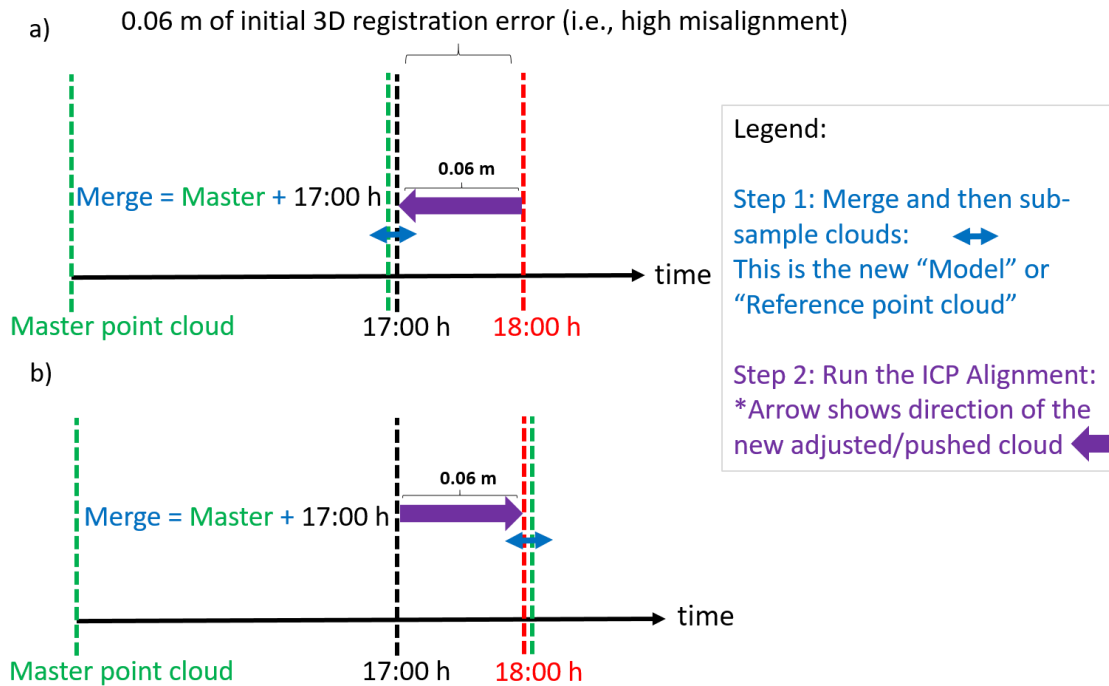 a)
0.06 m of initial 3D registration error (i.e., high misalignment)
0.06 m
Merge = Master + 17:00 h
time
Master point cloud
17:00 h
18:00 h
b)
0.06 m
Merge = Master + 17:00 h
time
Master point cloud
17:00 h
18:00 h
Legend:
Step 1: Merge and then sub-
sample clouds:
This is the new “Model” or
“Reference point cloud”
Step 2: Run the ICP Alignment:
*Arrow shows direction of the
new adjusted/pushed cloud